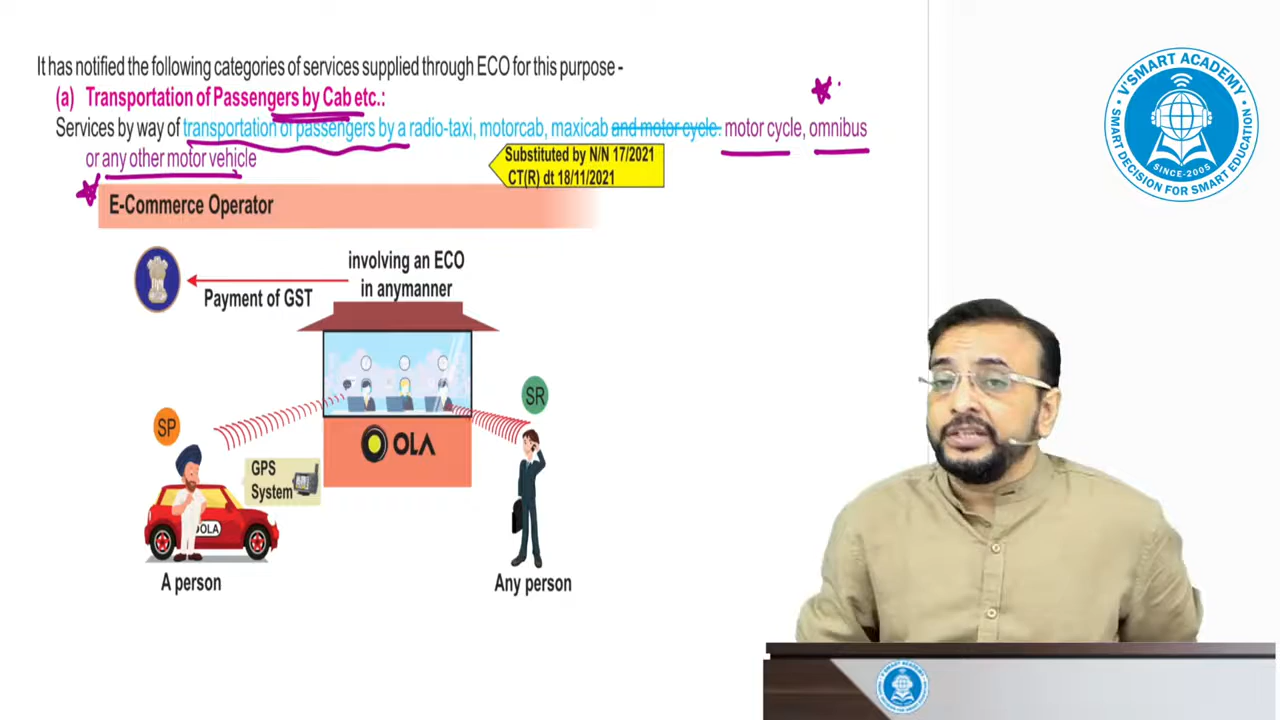 It has notified the following categories of services supplied through ECO for this purpose -
(a) Transportation of Passengers by Cab etc.:
Services by way of transportation of passengers by a radio-taxi, motorcab, maxicab and motor cycle. motor cycle, omnibus
or any other motor vehicle
Substituted by N/N 17/2021
CT(R) dt 18/11/2021
E-Commerce Operator
involving an ECO
in anymanner
Payment of GST
SP
SR
OLA
GPS
System
OLA
A person
Any person
V'SMART ACADEMY
SINCE-2005
SMART DECISION FOR SMART EDUCATION